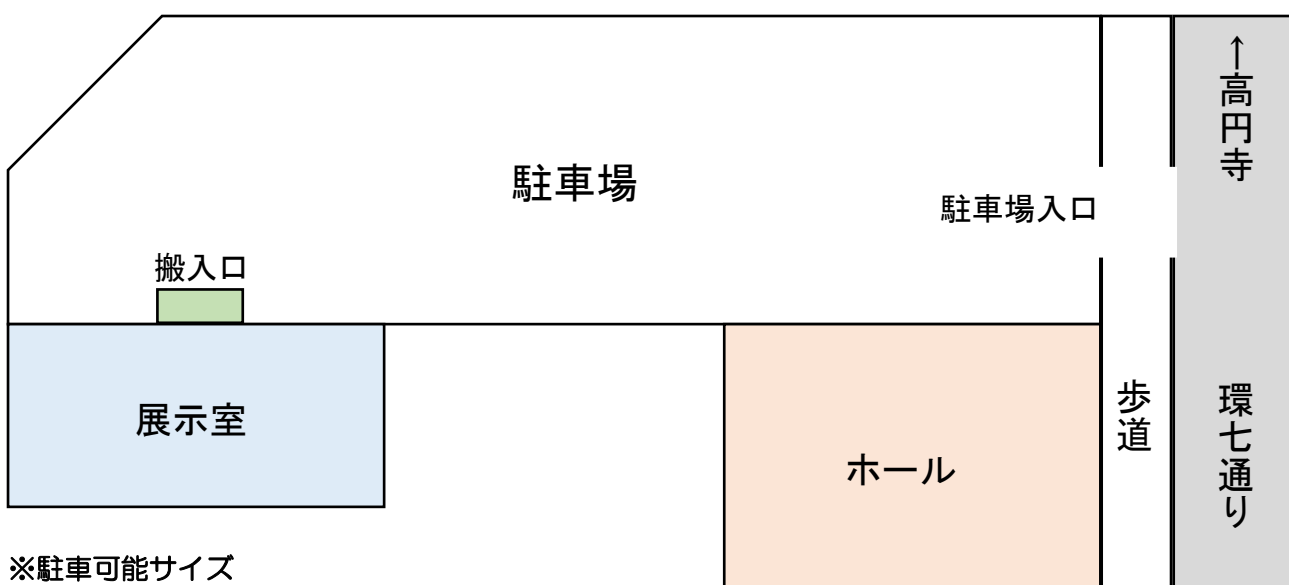 ↑高円寺
駐車場
駐車場入口
搬入口
展示室
歩道
環七通り
ホール
※駐車可能サイズ